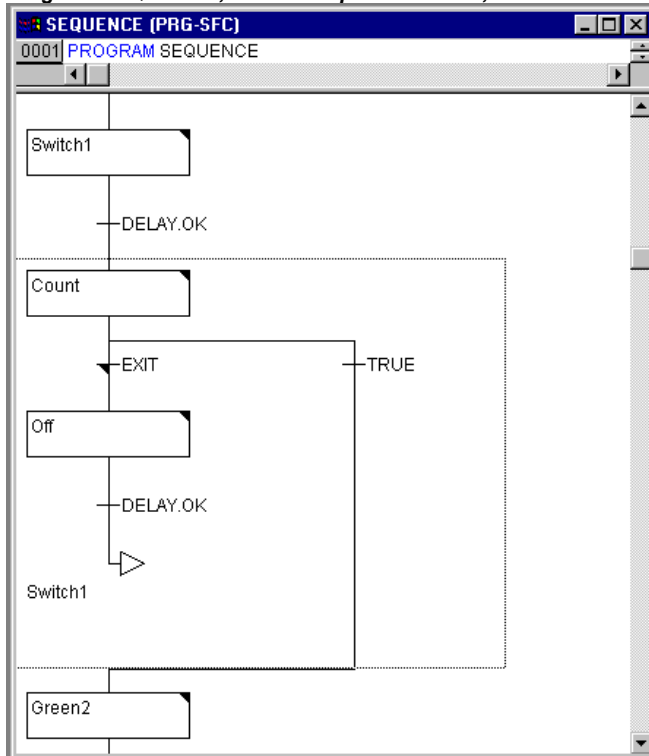 SEQUENCE (PRG-SFC)
0001 PROGRAM SEQUENCE
Switch1
DELAY.OK
Count
EXIT TRUE
Off
DELAY.OK
Switch1
Green2